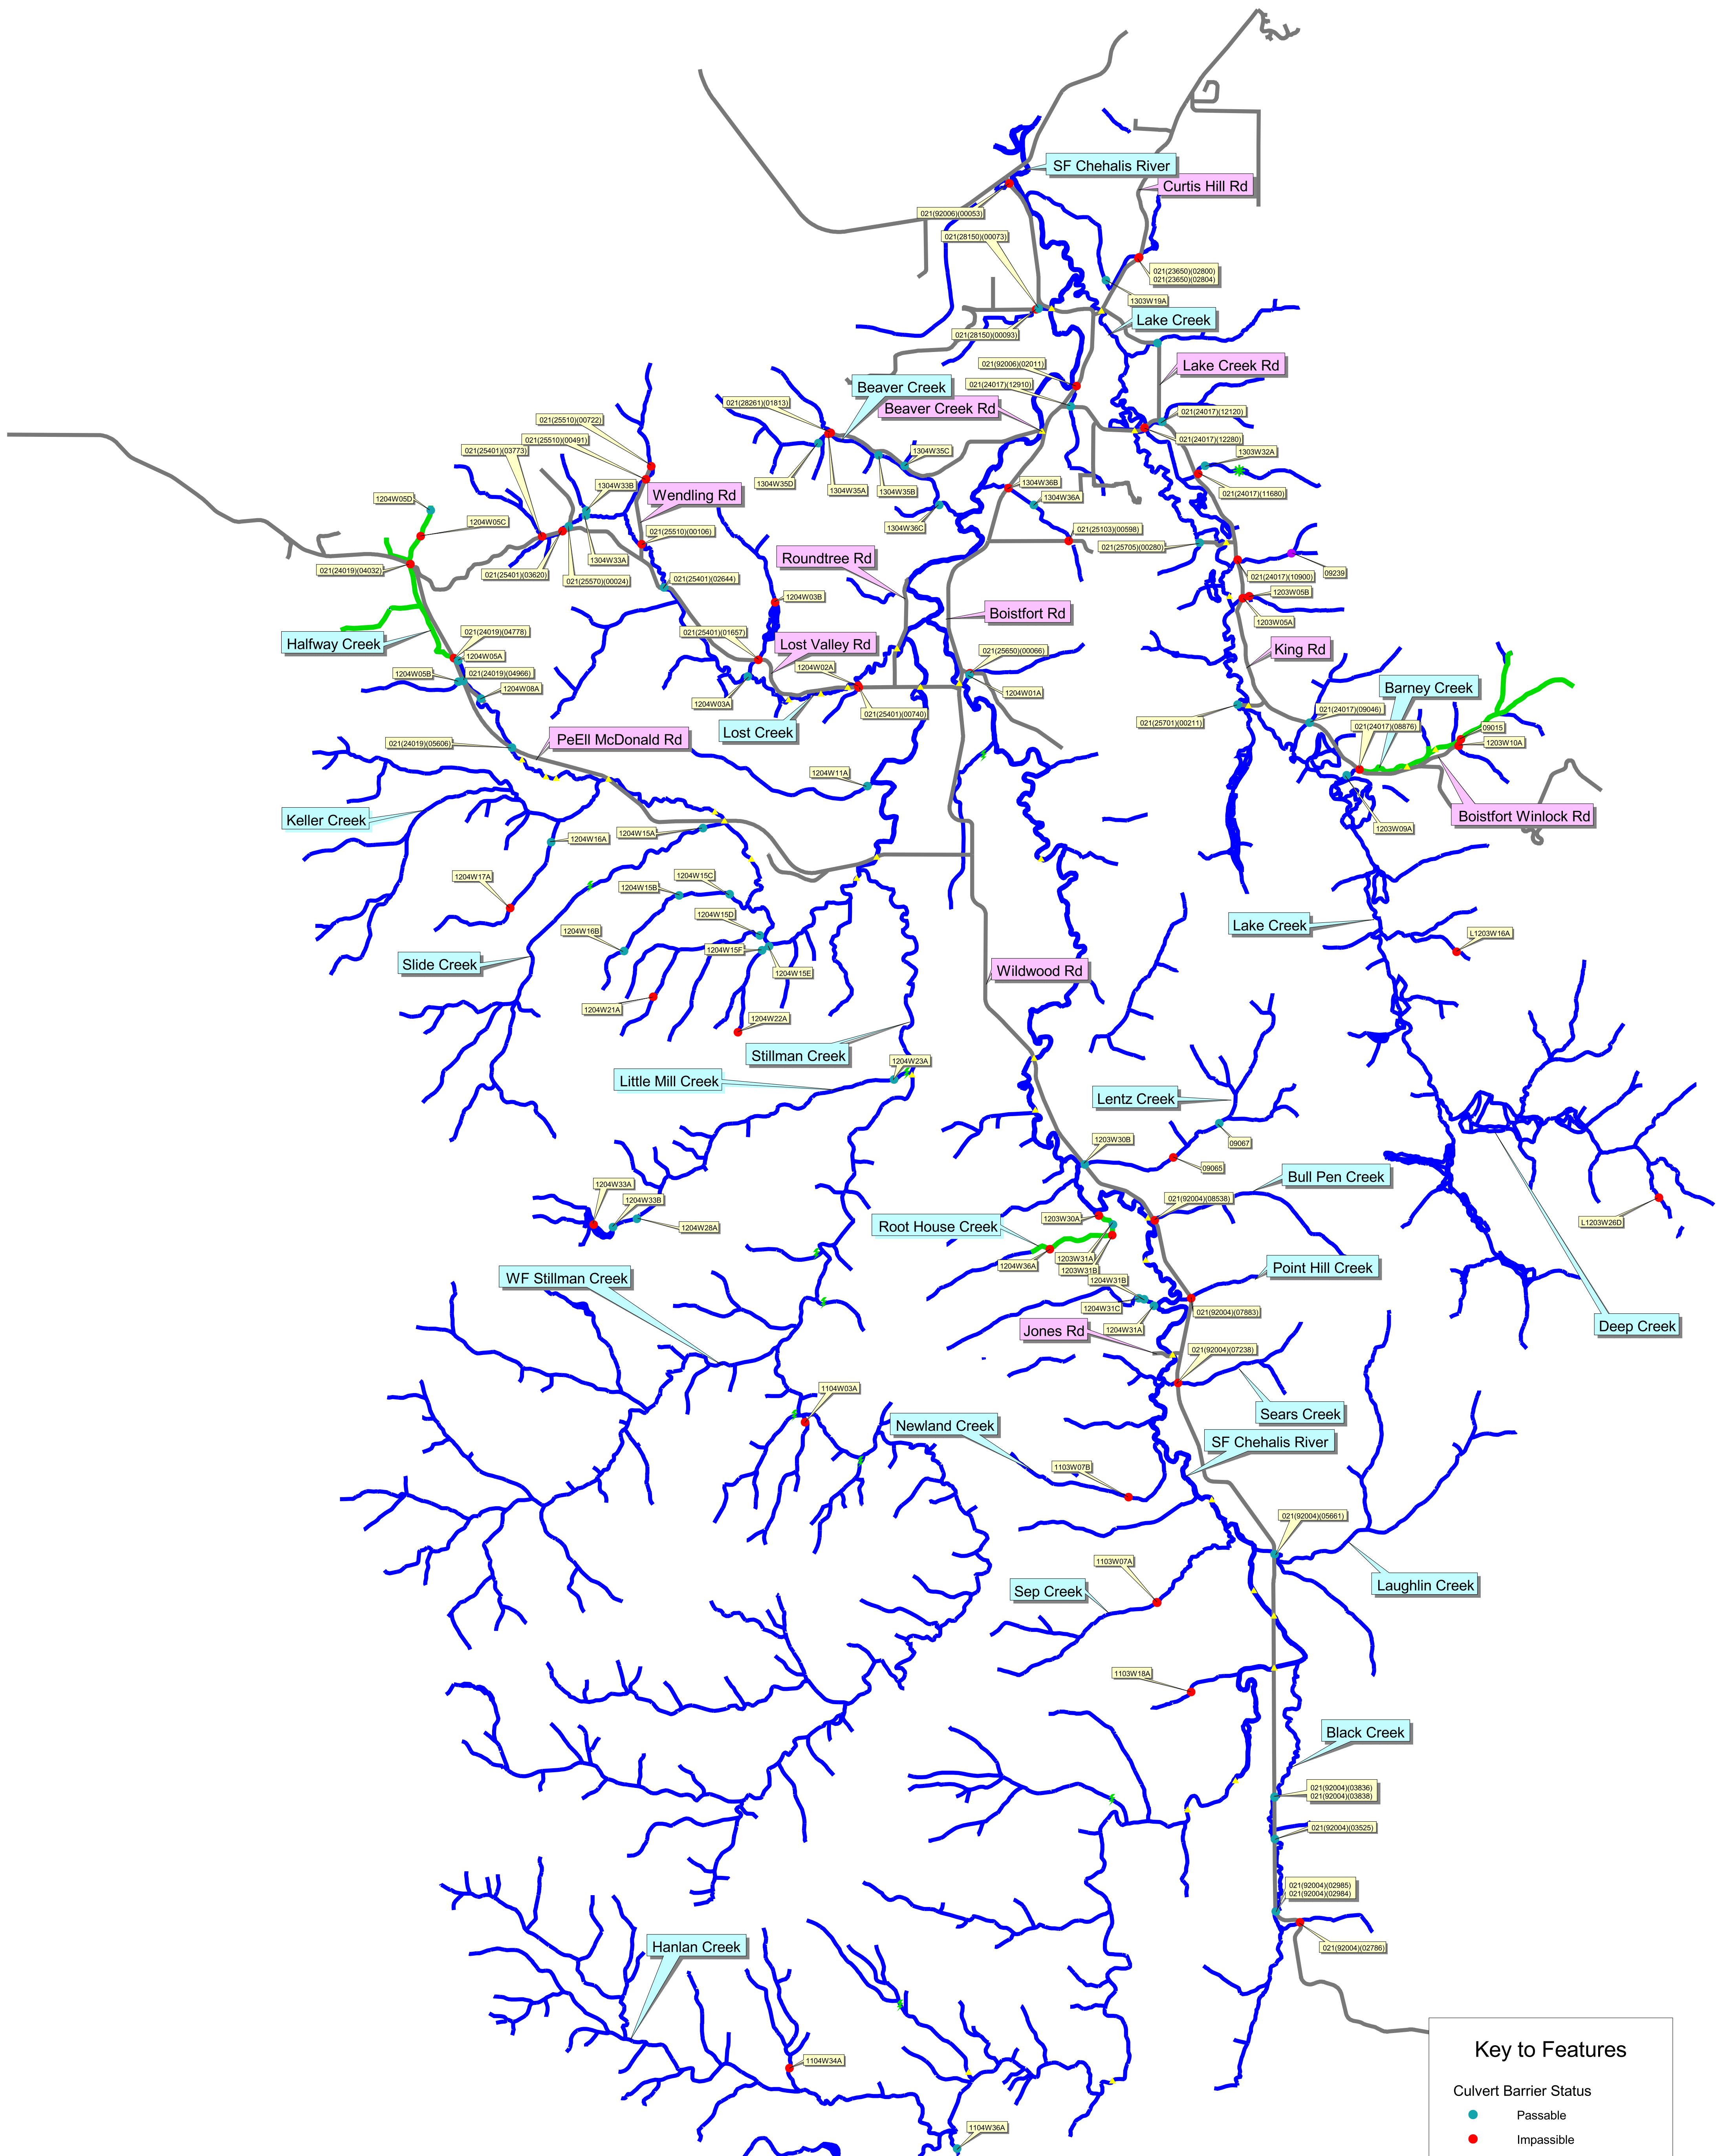 SF Chehalis River
Curtis Hill Rd
021(92006)(00053)
021(28150)(00073)
021(23650)(02800)
021(23650)(02804)
1303W19A
Lake Creek
021(28150)(00093)
021(92006)(02011)
Lake Creek Rd
Beaver Creek
021(24017)(12910)
021(28261)(01813)
Beaver Creek Rd
021(24017)(12120)
021(25510)(00722)
021(25510)(00491)
021(24017)(12280)
021(25401)(03773)
1304W35C
1303W32A
1304W35D
1304W35A
1304W35B
1304W36B
1304W33B
Wendling Rd
021(24017)(11680)
1204W05D
1304W36A
1204W05C
1304W36C
021(25510)(00106)
021(25103)(00598)
021(25705)(00280)
1304W33A
Roundtree Rd
021(24019)(04032)
021(25401)(03620)
021(25570)(00024)
021(25401)(02644)
09239
021(24017)(10900)
1203W05B
1204W03B
Boistfort Rd
1203W05A
021(24019)(04778)
021(25401)(01657)
Halfway Creek
Lost Valley Rd
King Rd
021(25650)(00066)
1204W05A
1204W02A
1204W05B
021(24019)(04966)
1204W08A
1204W03A
1204W01A
Barney Creek
021(24017)(09046)
021(25401)(00740)
021(25701)(00211)
021(24017)(08876)
09015
Lost Creek
PeEll McDonald Rd
021(24019)(05606)
1203W10A
1204W11A
Boistfort Winlock Rd
Keller Creek
1204W15A
1203W09A
1204W16A
1204W17A
1204W15C
1204W15B
1204W15D
Lake Creek
1204W16B
L1203W16A
1204W15F
Slide Creek
1204W15E
Wildwood Rd
1204W21A
1204W22A
Stillman Creek
1204W23A
Little Mill Creek
Lentz Creek
1203W30B
09067
09065
1204W33A
Bull Pen Creek
1204W33B
021(92004)(08538)
1204W28A
1203W30A
Root House Creek
L1203W26D
1203W31A
1204W36A
1203W31B
1204W31B
Point Hill Creek
WF Stillman Creek
1204W31C
021(92004)(07883)
1204W31A
Jones Rd
Deep Creek
021(92004)(07238)
1104W03A
Sears Creek
Newland Creek
SF Chehalis River
1103W07B
021(92004)(05661)
1103W07A
Laughlin Creek
Sep Creek
1103W18A
Black Creek
021(92004)(03836)
021(92004)(03838)
021(92004)(03525)
021(92004)(02985)
021(92004)(02984)
Hanlan Creek
021(92004)(02786)
Key to Features
1104W34A
Culvert Barrier Status
Passable
1104W36A
Impassible